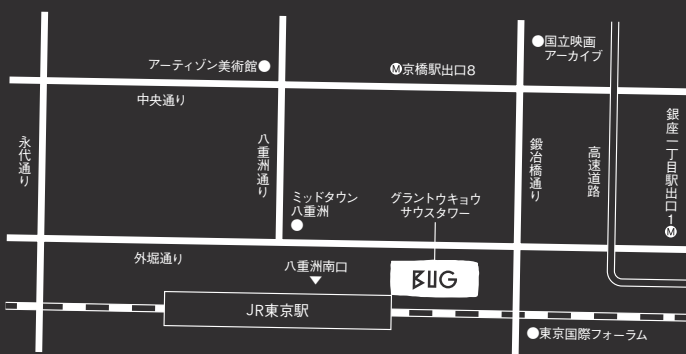 国立映画
アーカイブ
アーティゾン美術館
Ⓜ京橋駅出口8
中央通り
永代通り
八重洲通り
鍛冶橋通り
高速道路
銀座一丁目駅出口1Ⓜ
ミッドタウン
八重洲
グラントウキョウ
サウスタワー
外堀通り
八重洲南口
BUG
JR東京駅
東京国際フォーラム